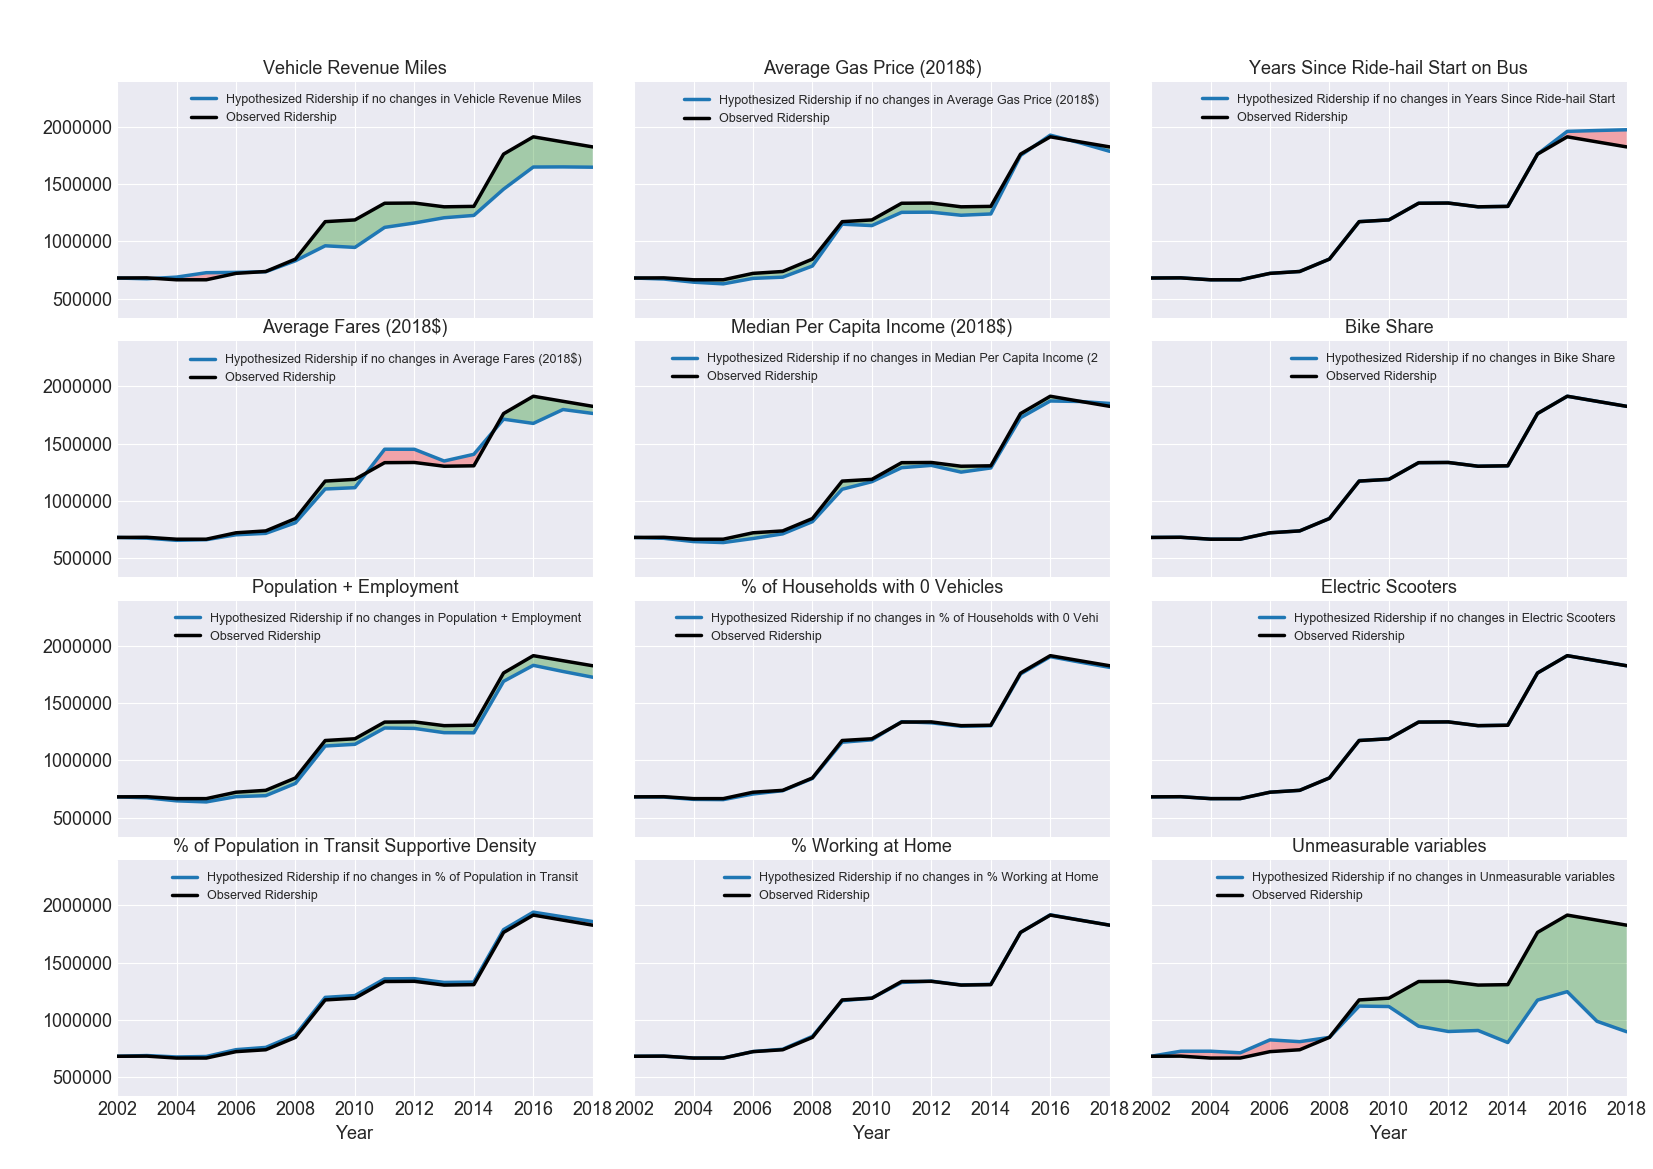 Vehicle Revenue Miles
Hypothesized Ridership if no changes in Vehicle Revenue Miles
Observed Ridership
2000000
1500000
1000000
500000
Average Gas Price (2018$)
Hypothesized Ridership if no changes in Average Gas Price (2018$)
Observed Ridership
Years Since Ride-hail Start on Bus
Hypothesized Ridership if no changes in Years Since Ride-hail Start
Observed Ridership
Average Fares (2018$)
Hypothesized Ridership if no changes in Average Fares (2018$)
Observed Ridership
2000000
1500000
1000000
500000
Median Per Capita Income (2018$)
Hypothesized Ridership if no changes in Median Per Capita Income (2
Observed Ridership
Bike Share
Hypothesized Ridership if no changes in Bike Share
Observed Ridership
Population + Employment
Hypothesized Ridership if no changes in Population + Employment
Observed Ridership
2000000
1500000
1000000
500000
% of Households with 0 Vehicles
Hypothesized Ridership if no changes in % of Households with 0 Vehi
Observed Ridership
Electric Scooters
Hypothesized Ridership if no changes in Electric Scooters
Observed Ridership
% of Population in Transit Supportive Density
Hypothesized Ridership if no changes in % of Population in Transit
Observed Ridership
2000000
1500000
1000000
500000
2002 2004 2006 2008 2010 2012 2014 2016 2018
Year
% Working at Home
Hypothesized Ridership if no changes in % Working at Home
Observed Ridership
2002 2004 2006 2008 2010 2012 2014 2016 2018
Year
Unmeasurable variables
Hypothesized Ridership if no changes in Unmeasurable variables
Observed Ridership
2002 2004 2006 2008 2010 2012 2014 2016 2018
Year